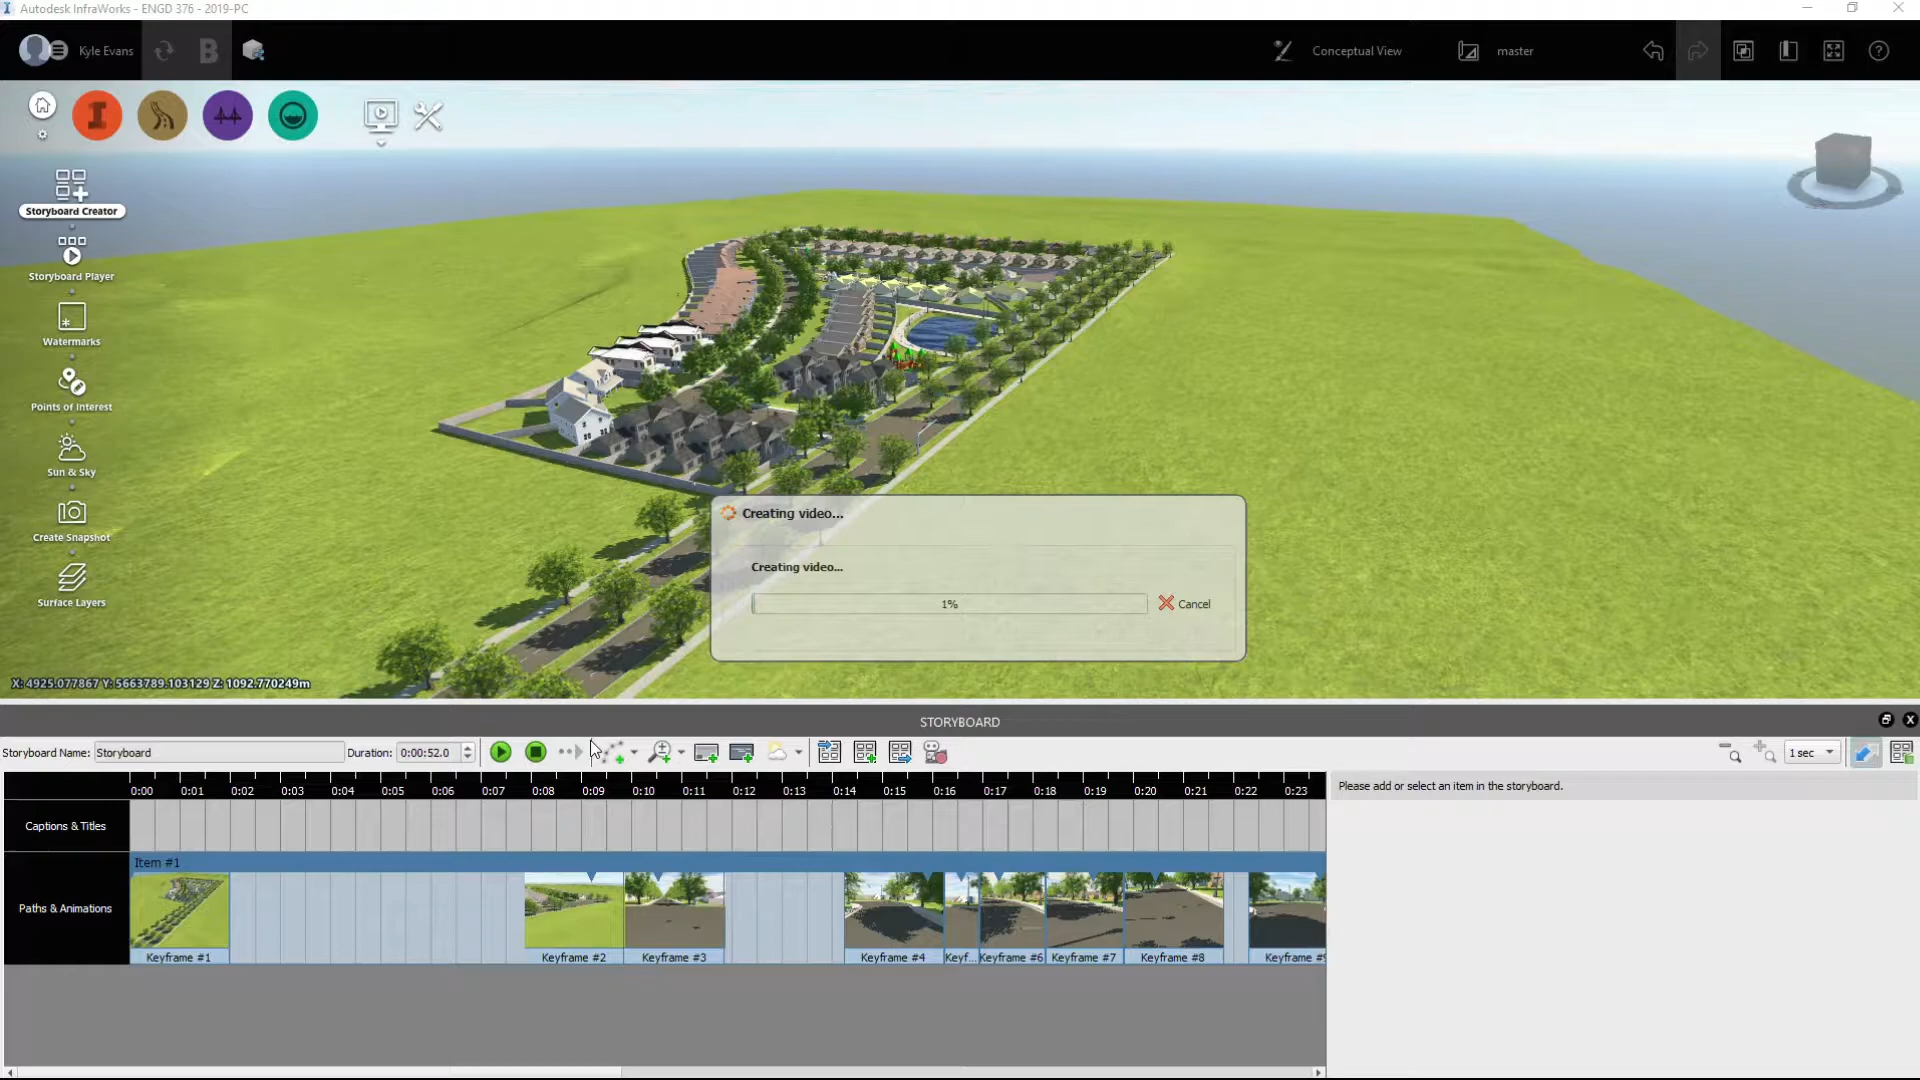 Autodesk InfraWorks - ENGD 376 - 2019-PC
Kyle Evans
Conceptual View
master
Storyboard Creator
Storyboard Player
Watermarks
Points of Interest
Sun & Sky
Create Snapshot
Surface Layers
Creating video...
Creating video...
1%
Cancel
X: 4925.077867 Y: 5663789.103129 Z: 1092.770249m
STORYBOARD
Storyboard Name: Storyboard Duration: 0:00:52.0
1 sec
0:00 0:01 0:02 0:03 0:04 0:05 0:06 0:07 0:08 0:09 0:10 0:11 0:12 0:13 0:14 0:15 0:16 0:17 0:18 0:19 0:20 0:21 0:22 0:23
Please add or select an item in the storyboard.
Captions & Titles
Item #1
Paths & Animations
Keyframe #1 Keyframe #2 Keyframe #3 Keyframe #4 Keyf... Keyframe #6 Keyframe #7 Keyframe #8 Keyframe #9